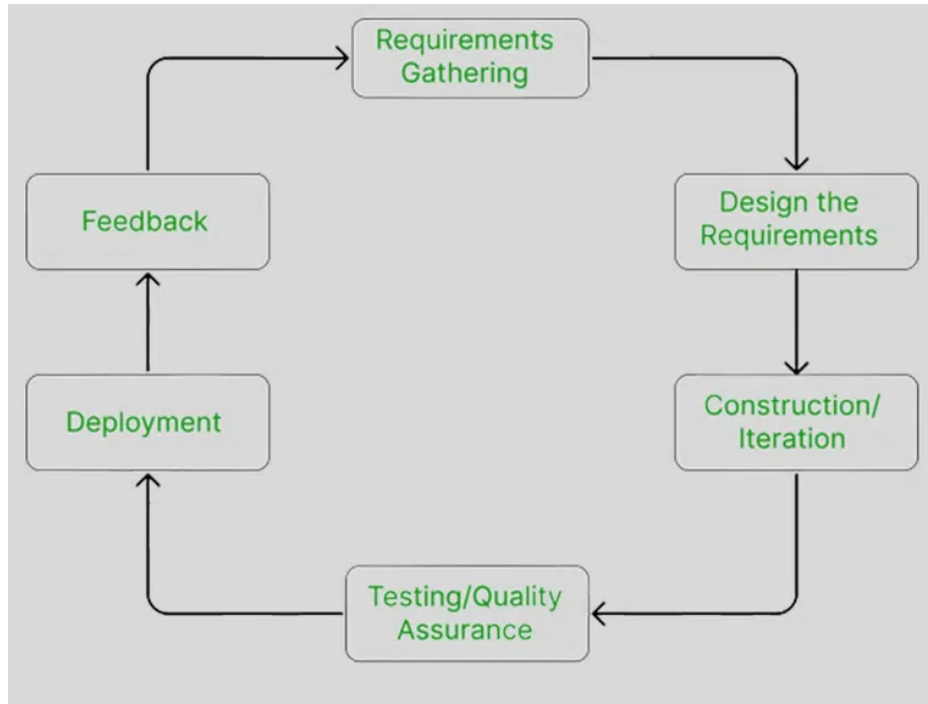 Requirements
Gathering
Design the
Requirements
Construction/
Iteration
Testing/Quality
Assurance
Deployment
Feedback